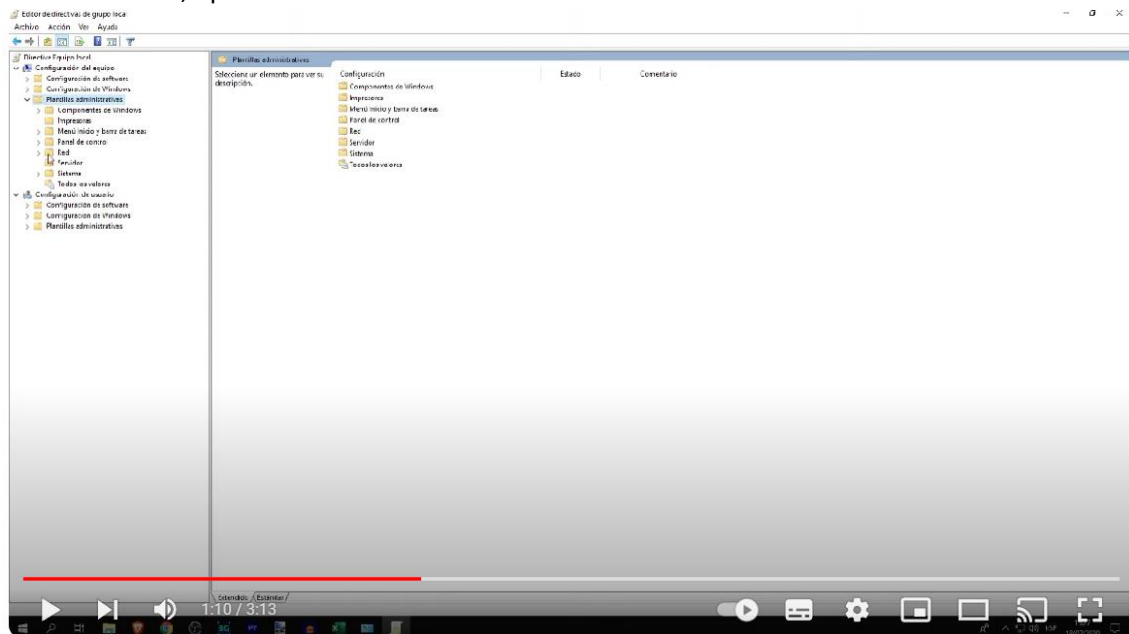 Editor de directivas de grupo local
Archivo Acción Ver Ayuda
Directiva Equipo local
Configuración del equipo
Configuración de software
Configuración de Windows
Plantillas administrativas
Componentes de Windows
Impresoras
Menú Inicio y barra de tareas
Panel de control
Red
Servidor
Sistema
Todos los valores
Configuración de usuario
Configuración de software
Configuración de Windows
Plantillas administrativas
Plantillas administrativas
Seleccione un elemento para ver su
descripción.
Configuración Estado Comentario
Componentes de Windows
Impresoras
Menú Inicio y barra de tareas
Panel de control
Red
Servidor
Sistema
Todos los valores
Extendido Estándar
1:10 / 3:13